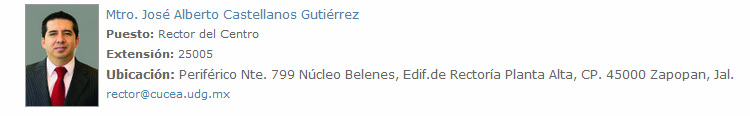 Mtro. José Alberto Castellanos Gutiérrez
Puesto: Rector del Centro
Extensión: 25005
Ubicación: Periférico Nte. 799 Núcleo Belenes, Edif.de Rectoría Planta Alta, CP. 45000 Zapopan, Jal.
rector@cucea.udg.mx